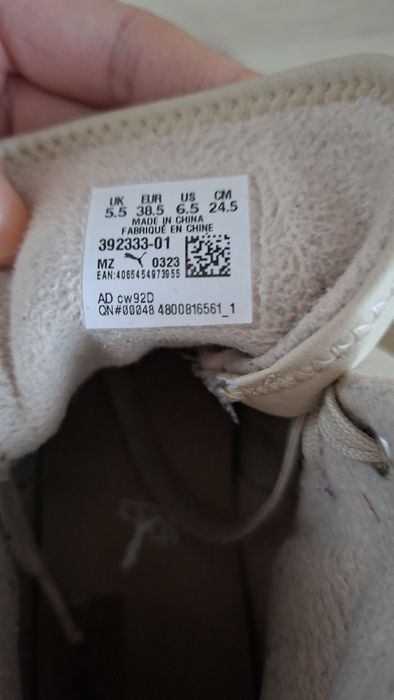 UK EUR US CM
5.5 38.5 6.5 24.5
MADE IN CHINA
FABRIQUÉ EN CHINE
392333-01
MZ 0323
EAN:4065454973955
AD cw92D
QN#00048 4800816561_1